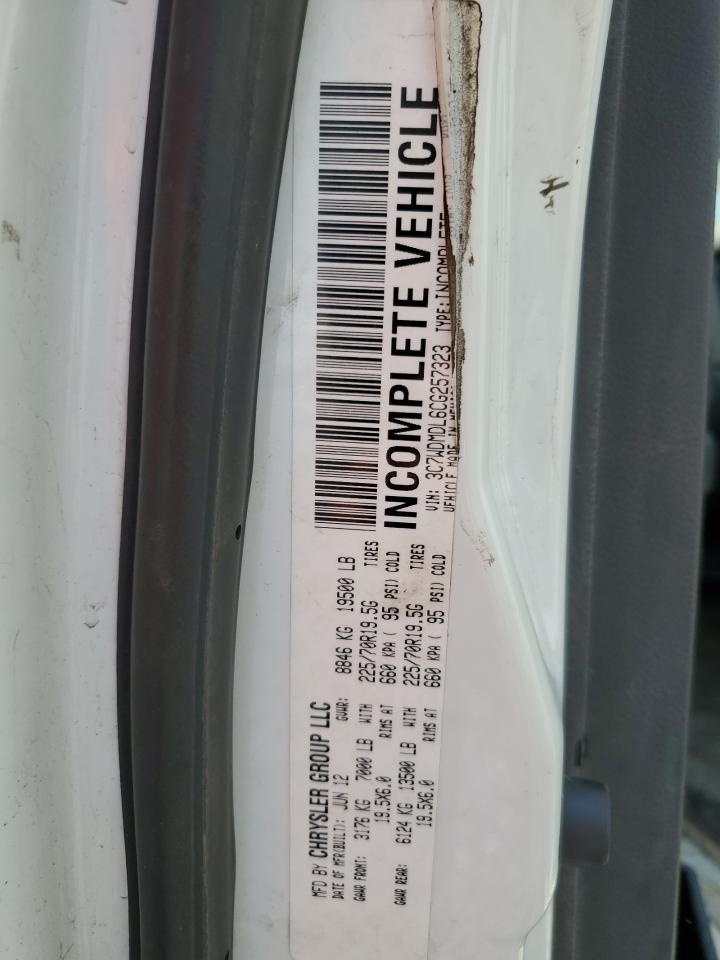 MFD BY CHRYSLER GROUP LLC
DATE OF MFR(BUILT): JUN 12 GVWR: 8846 KG 19500 LB
GAWR FRONT: 3176 KG 7000 LB WITH 225/70R19.5G TIRES
19.5X6.0 RIMS AT 660 KPA ( 95 PSI) COLD
GAWR REAR: 6124 KG 13500 LB WITH 225/70R19.5G TIRES
19.5X6.0 RIMS AT 660 KPA ( 95 PSI) COLD
INCOMPLETE VEHICLE
VIN: 3C7WDMDL6CG257323 TYPE:INCOMPLETE
VEHICLE MADE IN